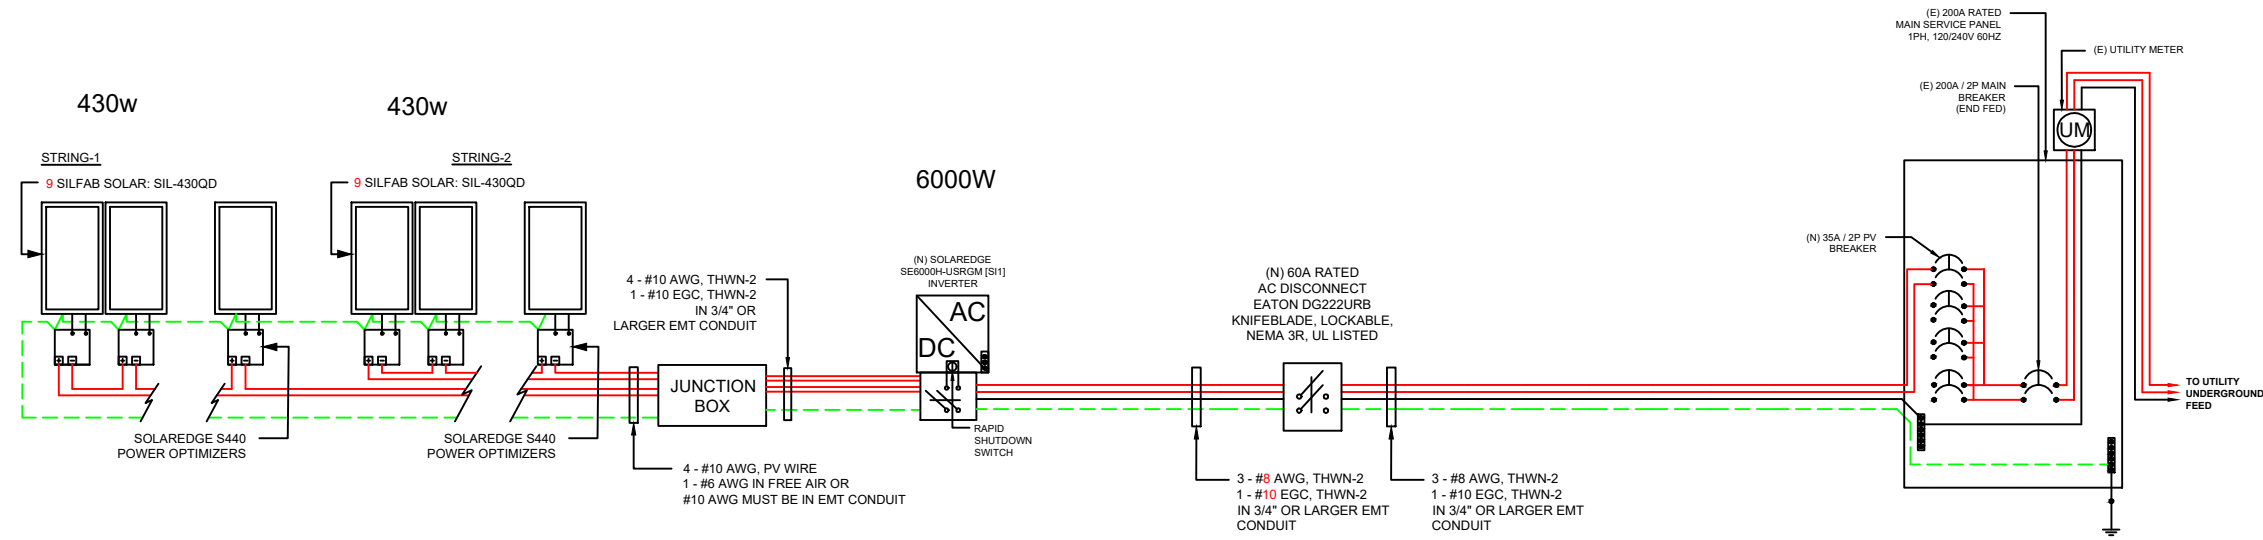 (E) 200A RATED
MAIN SERVICE PANEL
1PH, 120/240V 60HZ
(E) UTILITY METER
(E) 200A / 2P MAIN
BREAKER
(END FED)
430w
430w
UM
STRING-1
9 SILFAB SOLAR: SIL-430QD
STRING-2
9 SILFAB SOLAR: SIL-430QD
6000W
(N) 35A / 2P PV
BREAKER
4 - #10 AWG, THWN-2
1 - #10 EGC, THWN-2
IN 3/4" OR
LARGER EMT CONDUIT
(N) SOLAREDGE
SE6000H-USRGM [SI1]
INVERTER
AC
DC
(N) 60A RATED
AC DISCONNECT
EATON DG222URB
KNIFEBLADE, LOCKABLE,
NEMA 3R, UL LISTED
JUNCTION
BOX
TO UTILITY
UNDERGROUND
FEED
SOLAREDGE S440
POWER OPTIMIZERS
SOLAREDGE S440
POWER OPTIMIZERS
RAPID
SHUTDOWN
SWITCH
4 - #10 AWG, PV WIRE
1 - #6 AWG IN FREE AIR OR
#10 AWG MUST BE IN EMT CONDUIT
3 - #8 AWG, THWN-2
1 - #10 EGC, THWN-2
IN 3/4" OR LARGER EMT
CONDUIT
3 - #8 AWG, THWN-2
1 - #10 EGC, THWN-2
IN 3/4" OR LARGER EMT
CONDUIT